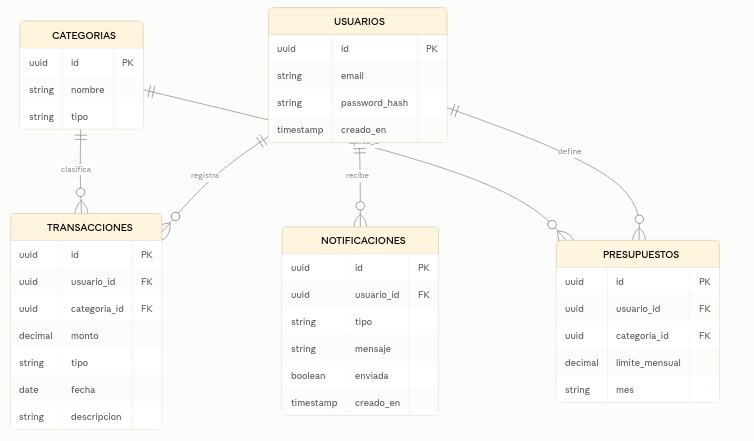 CATEGORIAS
uuid id PK
string nombre
string tipo
USUARIOS
uuid id PK
string email
string password_hash
timestamp creado_en
clasifica
registra
recibe
define
TRANSACCIONES
uuid id PK
uuid usuario_id FK
uuid categoria_id FK
decimal monto
string tipo
date fecha
string descripcion
NOTIFICACIONES
uuid id PK
uuid usuario_id FK
string tipo
string mensaje
boolean enviada
timestamp creado_en
PRESUPUESTOS
uuid id PK
uuid usuario_id FK
uuid categoria_id FK
decimal limite_mensual
string mes